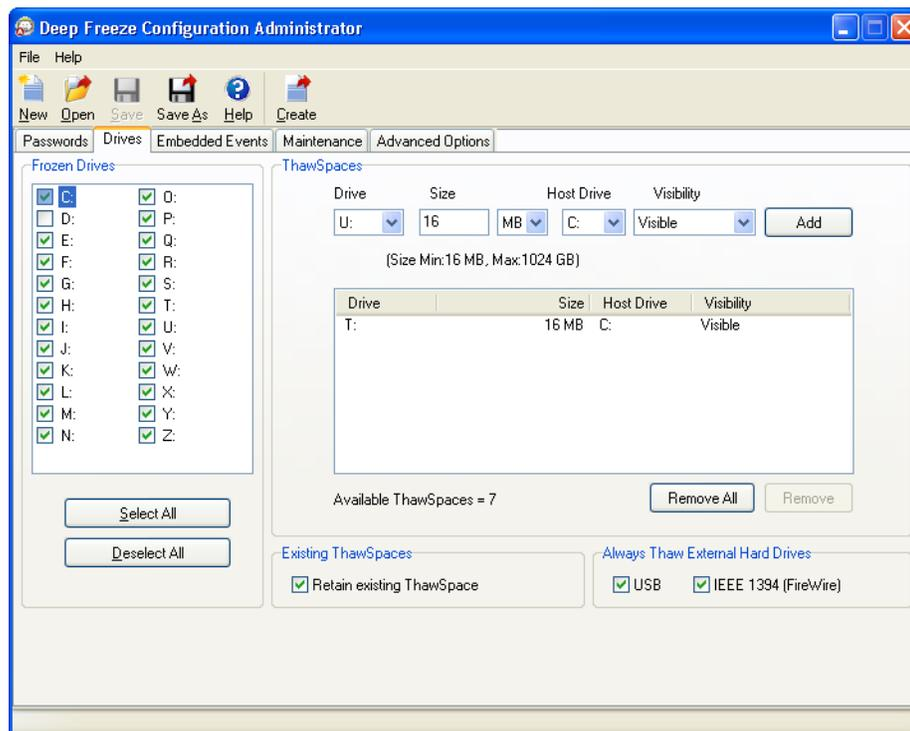 Deep Freeze Configuration Administrator
File Help
New Open Save Save As Help Create
Passwords Drives Embedded Events Maintenance Advanced Options
Frozen Drives
C: O:
D: P:
E: Q:
F: R:
G: S:
H: T:
I: U:
J: V:
K: W:
L: X:
M: Y:
N: Z:
Select All
Deselect All
ThawSpaces
Drive Size Host Drive Visibility
U: 16 MB C: Visible Add
(Size Min:16 MB, Max:1024 GB)
Drive Size Host Drive Visibility
T: 16 MB C: Visible
Available ThawSpaces = 7 Remove All Remove
Existing ThawSpaces
Retain existing ThawSpace
Always Thaw External Hard Drives
USB IEEE 1394 (FireWire)